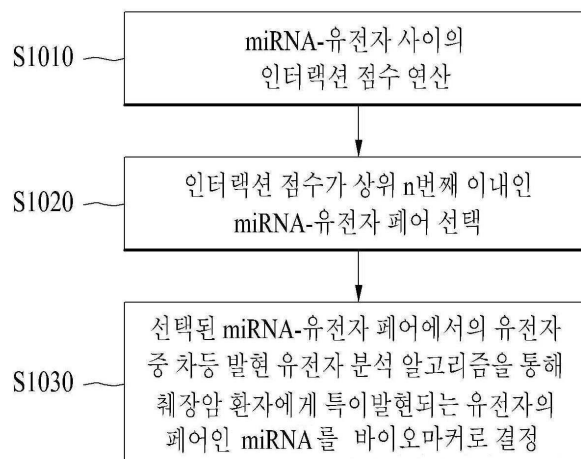 S1010
miRNA-유전자 사이의
인터랙션 점수 연산
S1020
인터랙션 점수가 상위 n번째 이내인
miRNA-유전자 페어 선택
S1030
선택된 miRNA-유전자 페어에서의 유전자
중 차등 발현 유전자 분석 알고리즘을 통해
췌장암 환자에게 특이발현되는 유전자의
페어인 miRNA를 바이오마커로 결정